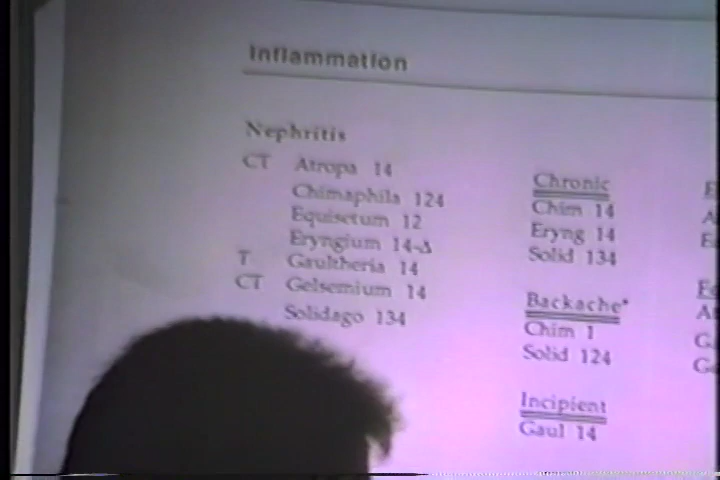 Inflammation
Nephritis
CT Atropa 14
Chimaphila 124
Equisetum 12
Eryngium 14-Δ
T Gaultheria 14
CT Gelsemium 14
Solidago 134
Chronic
Chim 14
Eryng 14
Solid 134
Backache*
Chim 1
Solid 124
Incipient
Gaul 14